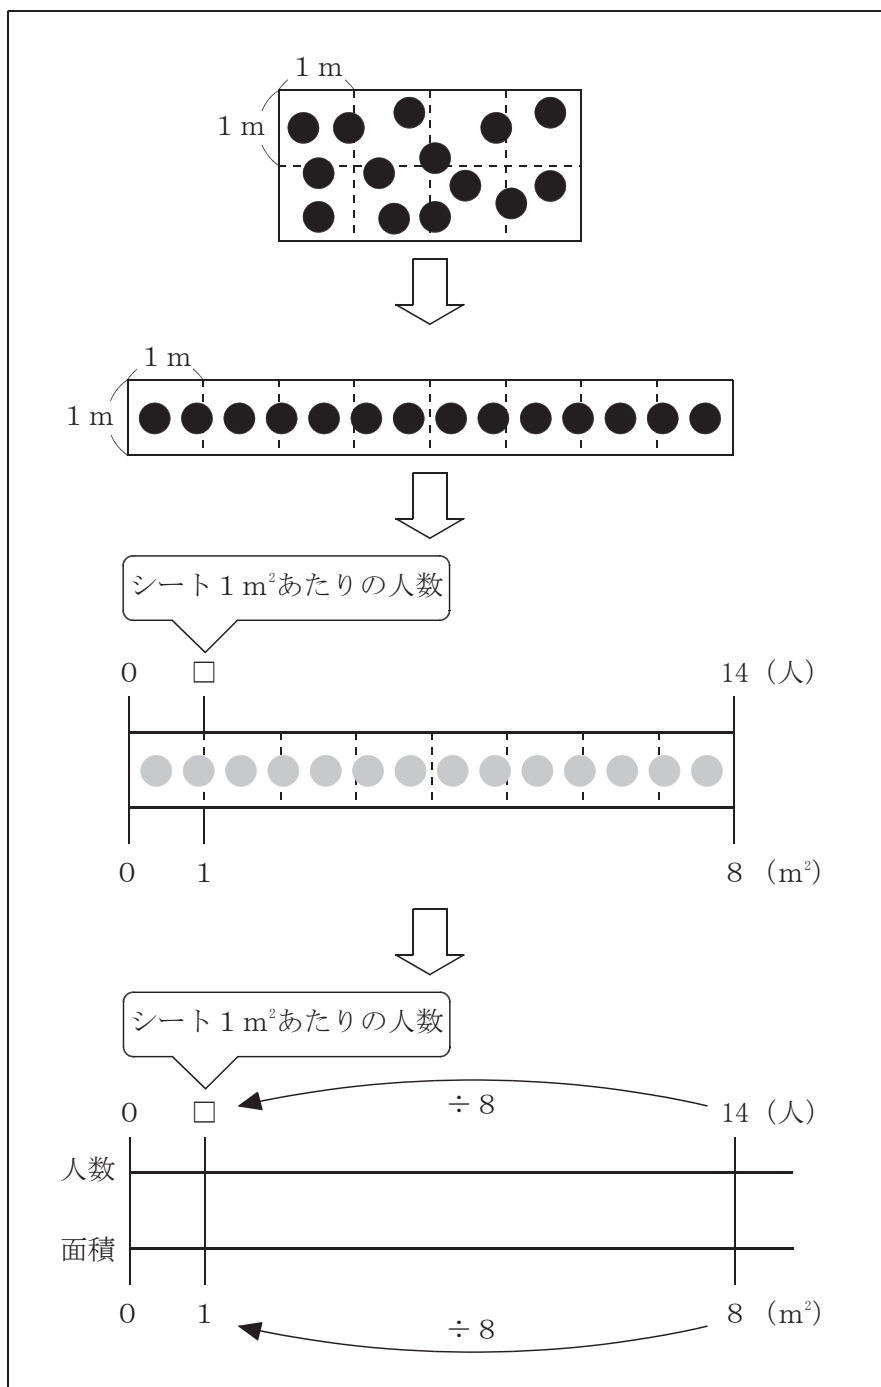 1 m
1 m
1 m
1 m
シート1 m²あたりの人数
0 □ 14 (人)
0 1 8 (m²)
シート1 m²あたりの人数
0 □ ÷8 14 (人)
人数
面積
0 1 ÷8 8 (m²)